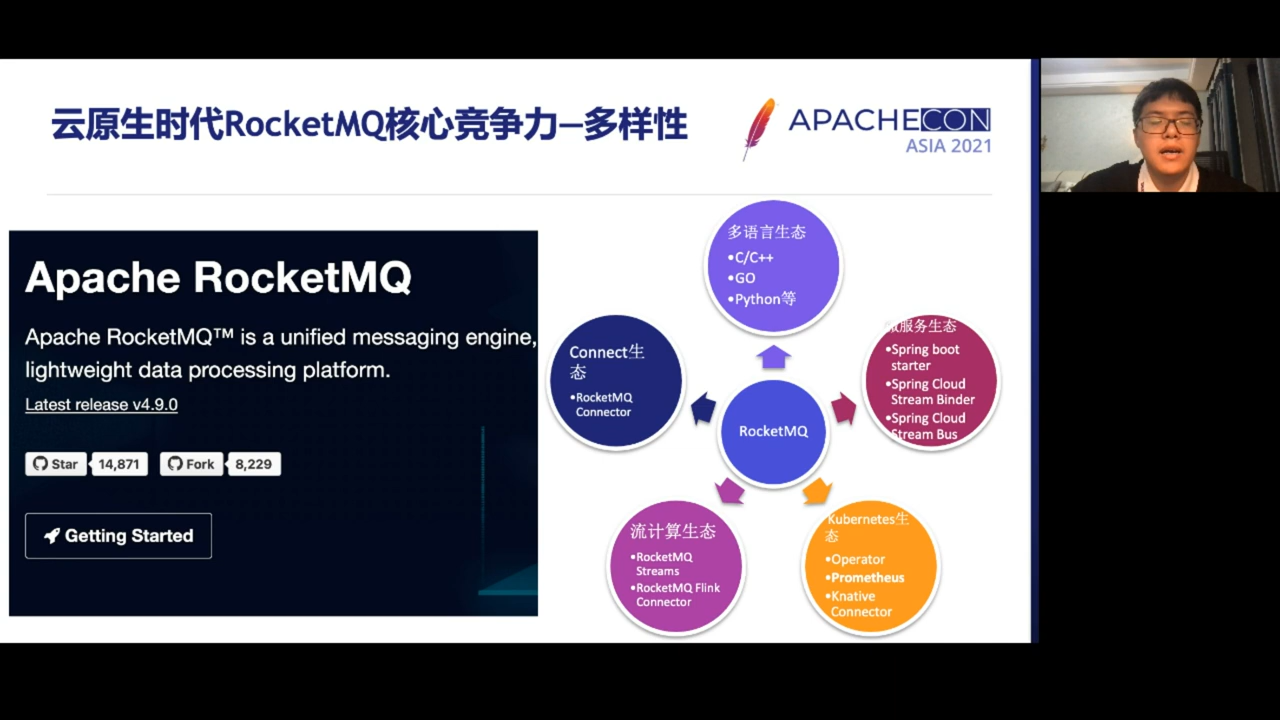 云原生时代RocketMQ核心竞争力—多样性
APACHECON
ASIA 2021
Apache RocketMQ
Apache RocketMQ™ is a unified messaging engine,
lightweight data processing platform.
Latest release v4.9.0
Star 14,871 Fork 8,229
Getting Started
多语言生态
•C/C++
•GO
•Python等
Connect生
态
•RocketMQ
Connector
微服务生态
•Spring boot
starter
•Spring Cloud
Stream Binder
•Spring Cloud
Stream Bus
RocketMQ
流计算生态
•RocketMQ
Streams
•RocketMQ Flink
Connector
Kubernetes生
态
•Operator
•Prometheus
•Knative
Connector